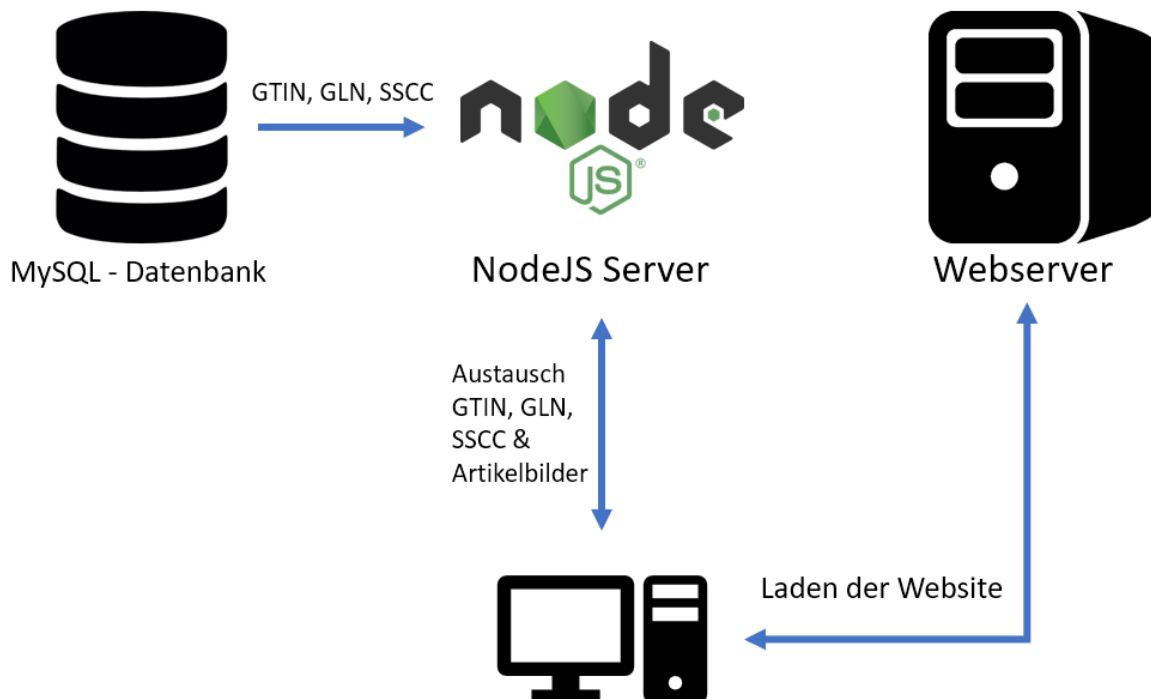 GTIN, GLN, SSCC
node
JS®
MySQL - Datenbank
NodeJS Server
Webserver
Austausch
GTIN, GLN,
SSCC &
Artikelbilder
Laden der Website